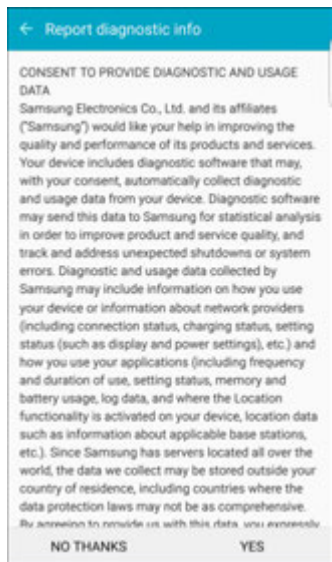 Report diagnostic info
CONSENT TO PROVIDE DIAGNOSTIC AND USAGE
DATA
Samsung Electronics Co., Ltd. and its affiliates
("Samsung") would like your help in improving the
quality and performance of its products and services.
Your device includes diagnostic software that may,
with your consent, automatically collect diagnostic
and usage data from your device. Diagnostic software
may send this data to Samsung for statistical analysis
in order to improve product and service quality, and
track and address unexpected shutdowns or system
errors. Diagnostic and usage data collected by
Samsung may include information on how you use
your device or information about network providers
(including connection status, charging status, setting
status (such as display and power settings), etc.) and
how you use your applications (including frequency
and duration of use, setting status, memory and
battery usage, log data, and where the Location
functionality is activated on your device, location data
such as information about applicable base stations,
etc.). Since Samsung has servers located all over the
world, the data we collect may be stored outside your
country of residence, including countries where the
data protection laws may not be as comprehensive.
By agreeing to provide us with this data, you expressly
NO THANKS YES